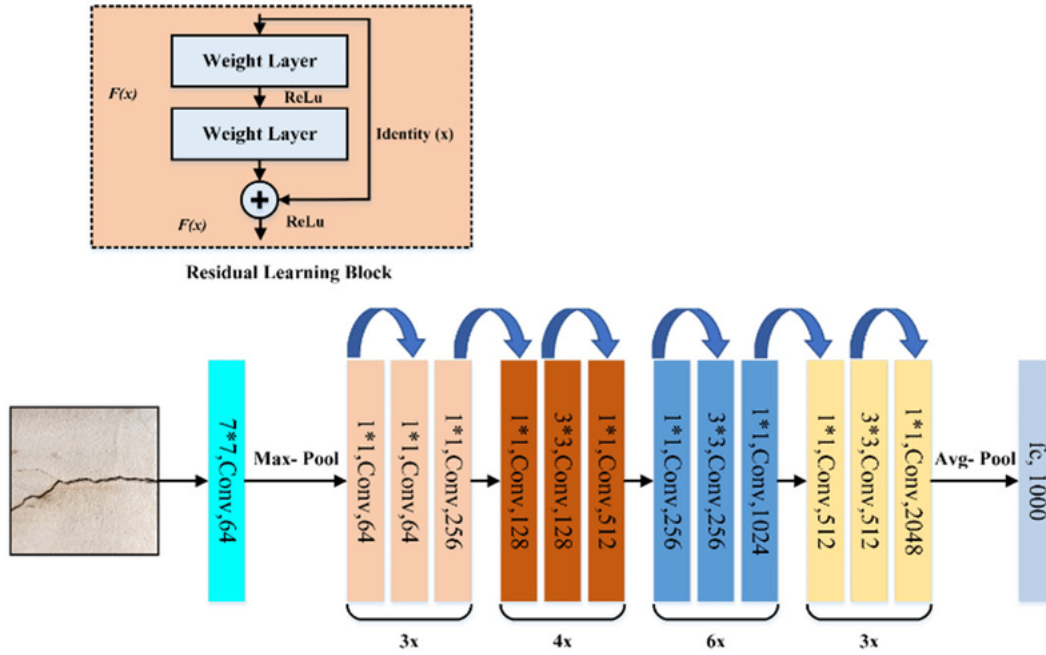 Weight Layer
F(x)
ReLu
Weight Layer
Identity (x)
+
F(x)
ReLu
Residual Learning Block
7*7,Conv,64
Max- Pool
1*1,Conv,64
1*1,Conv,64
1*1,Conv,256
1*1,Conv,128
3*3,Conv,128
1*1,Conv,512
1*1,Conv,256
3*3,Conv,256
1*1,Conv,1024
1*1,Conv,512
3*3,Conv,512
1*1,Conv,2048
Avg- Pool
fc, 1000
3x
4x
6x
3x